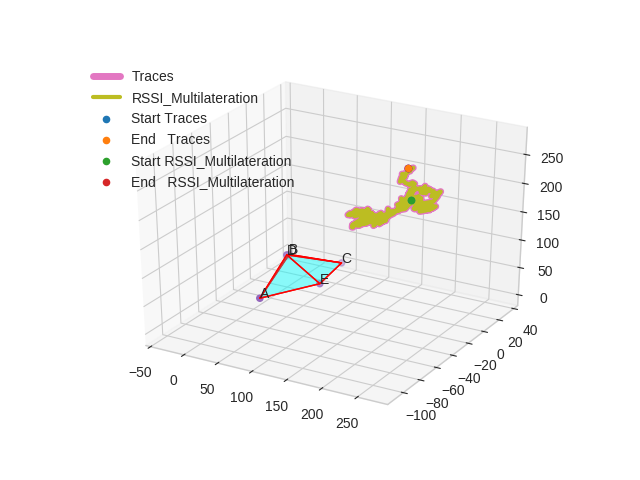 Traces
RSSI_Multilateration
Start Traces
End Traces
Start RSSI_Multilateration
End RSSI_Multilateration
250
200
150
100
50
0
B
C
E
A
40
20
0
−20
−40
−60
−80
−100
−50
0
50
100
150
200
250